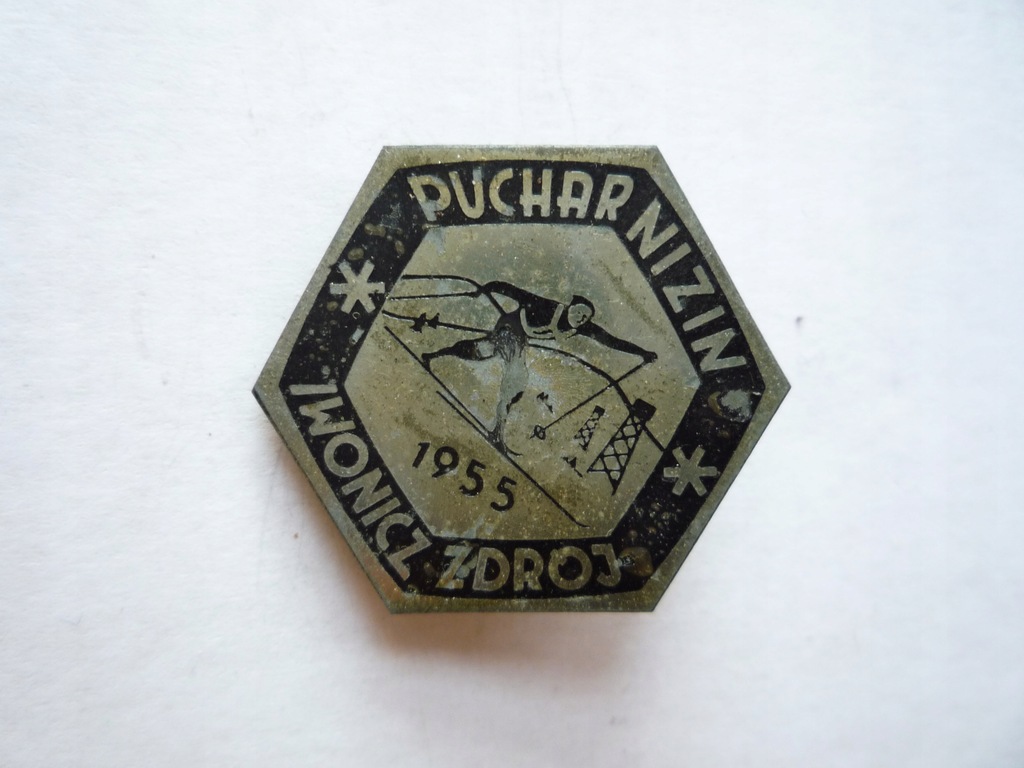 PUCHAR NIZIN
1955
IWONICZ ZDRÓJ